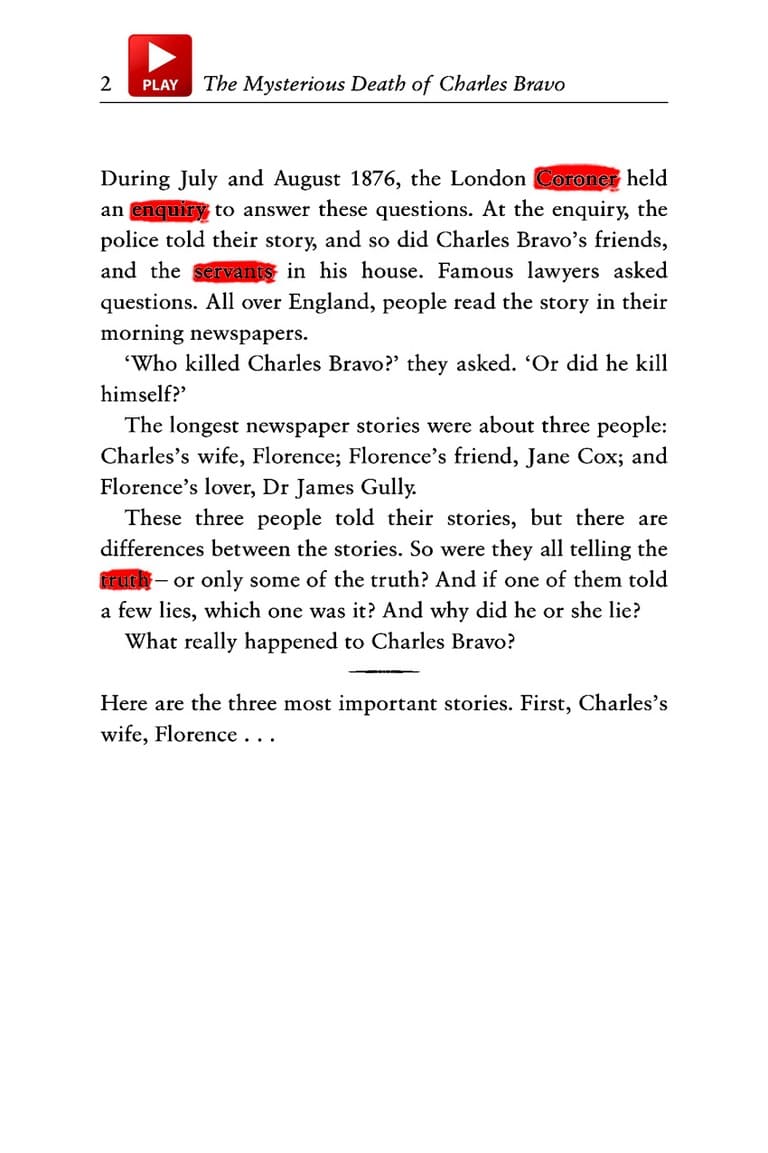 2 PLAY The Mysterious Death of Charles Bravo
During July and August 1876, the London Coroner held
an enquiry to answer these questions. At the enquiry, the
police told their story, and so did Charles Bravo’s friends,
and the servants in his house. Famous lawyers asked
questions. All over England, people read the story in their
morning newspapers.
‘Who killed Charles Bravo?’ they asked. ‘Or did he kill
himself?’
The longest newspaper stories were about three people:
Charles’s wife, Florence; Florence’s friend, Jane Cox; and
Florence’s lover, Dr James Gully.
These three people told their stories, but there are
differences between the stories. So were they all telling the
truth – or only some of the truth? And if one of them told
a few lies, which one was it? And why did he or she lie?
What really happened to Charles Bravo?
Here are the three most important stories. First, Charles’s
wife, Florence . . .